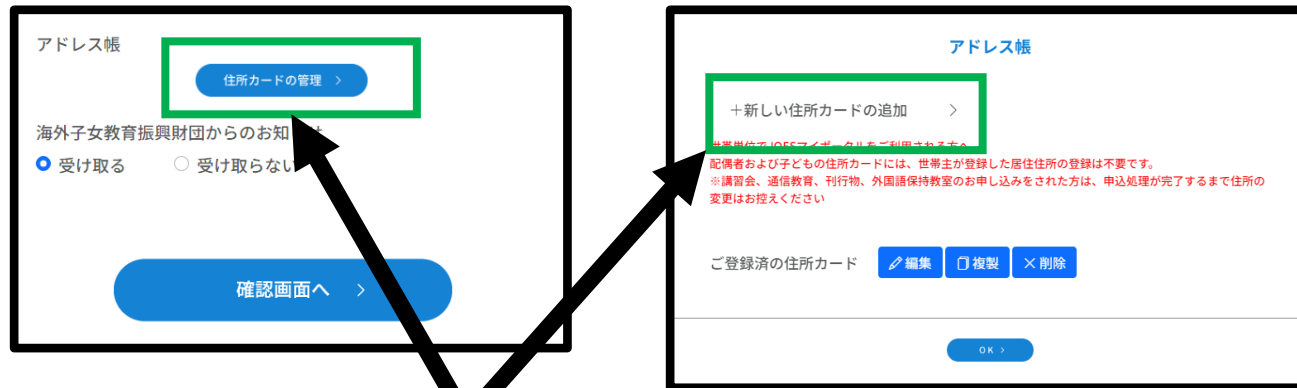 アドレス帳
住所カードの管理 >
海外子女教育振興財団からのお知
受け取る 受け取らない
確認画面へ >
アドレス帳
+新しい住所カードの追加 >
配偶者および子どもの住所カードには、世帯主が登録した居住住所の登録は不要です。
※講習会、通信教育、刊行物、外国語保持教室のお申し込みをされた方は、申込処理が完了するまで住所の
変更はお控えください
ご登録済の住所カード 編集 複製 ×削除
OK >